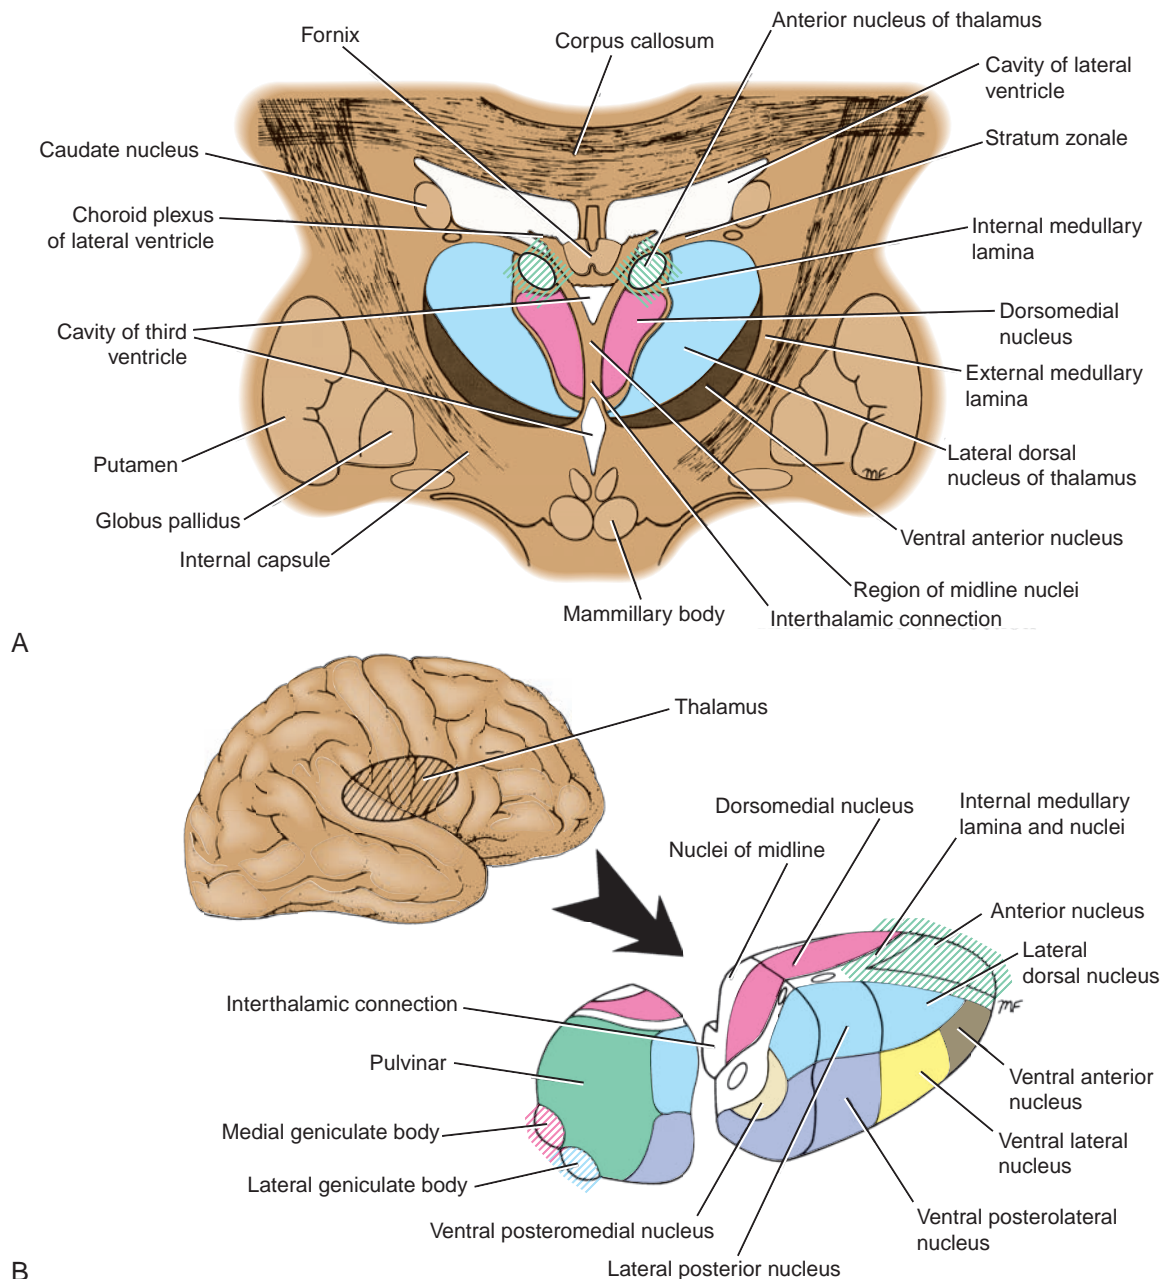 Anterior nucleus of thalamus
Fornix
Corpus callosum
Cavity of lateral
ventricle
Caudate nucleus
Stratum zonale
Choroid plexus
of lateral ventricle
Internal medullary
lamina
Cavity of third
ventricle
Dorsomedial
nucleus
External medullary
lamina
Putamen
Lateral dorsal
nucleus of thalamus
MF
Globus pallidus
Internal capsule
Ventral anterior nucleus
Region of midline nuclei
Mammillary body
Interthalamic connection
A
Thalamus
Dorsomedial nucleus
Internal medullary
lamina and nuclei
Nuclei of midline
Anterior nucleus
Lateral
dorsal nucleus
Interthalamic connection
MF
Pulvinar
Ventral anterior
nucleus
Medial geniculate body
Ventral lateral
nucleus
Lateral geniculate body
Ventral posteromedial nucleus
Ventral posterolateral
nucleus
Lateral posterior nucleus
B